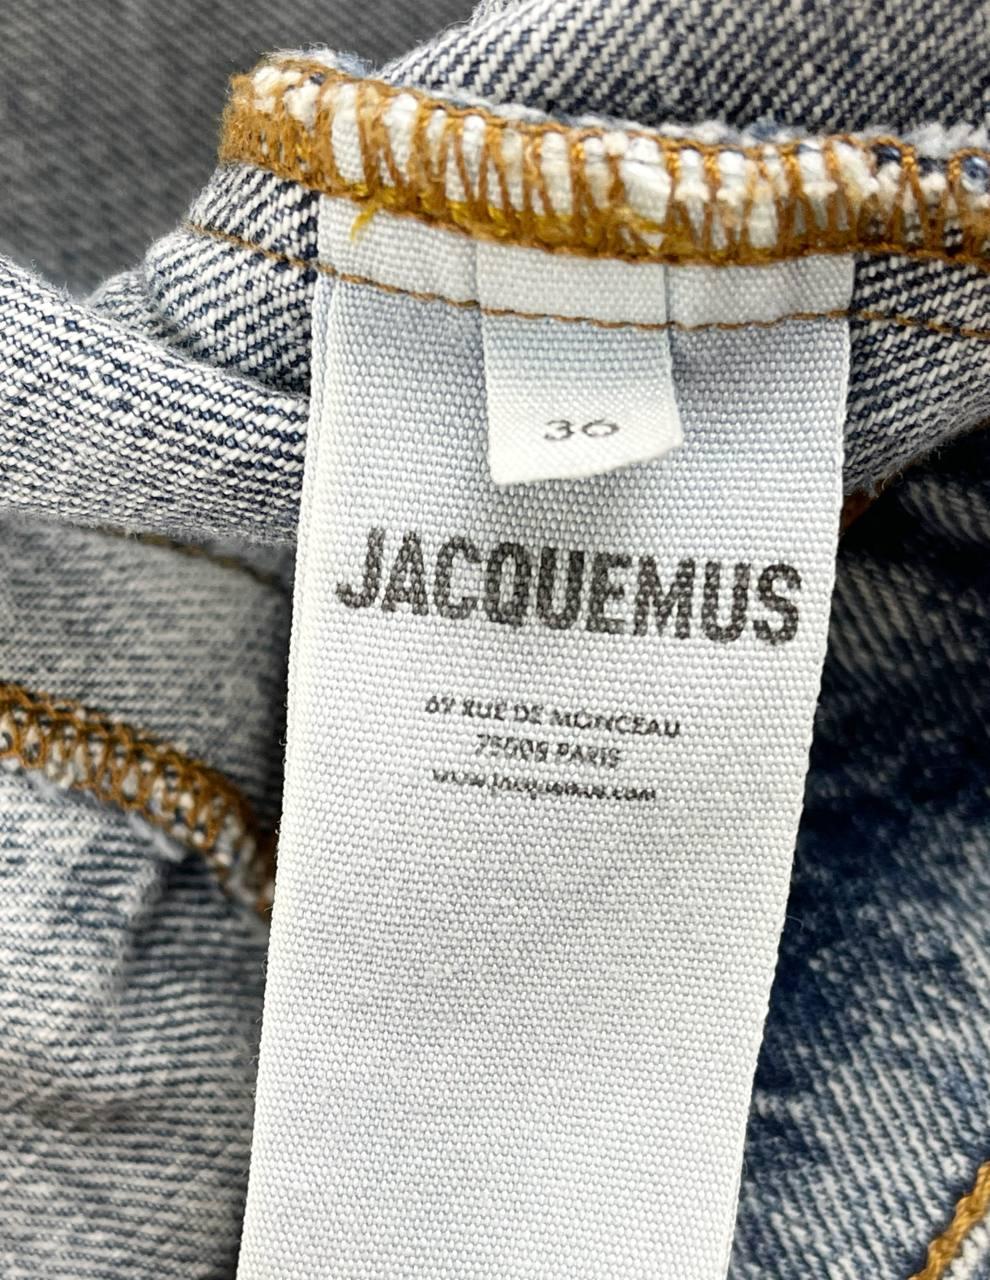 36
JACQUEMUS
69 RUE DE MONCEAU
75008 PARIS
www.jacquemus.com